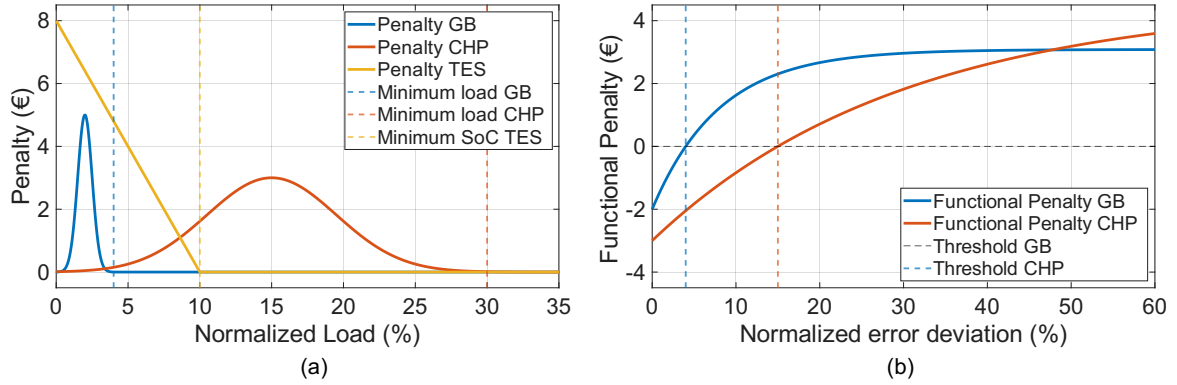 8
6
4
2
0
Penalty (€)
0
5
10
15
20
25
30
35
Normalized Load (%)
Penalty GB
Penalty CHP
Penalty TES
Minimum load GB
Minimum load CHP
Minimum SoC TES
(a)
4
2
0
-2
-4
Functional Penalty (€)
0
10
20
30
40
50
60
Normalized error deviation (%)
Functional Penalty GB
Functional Penalty CHP
Threshold GB
Threshold CHP
(b)